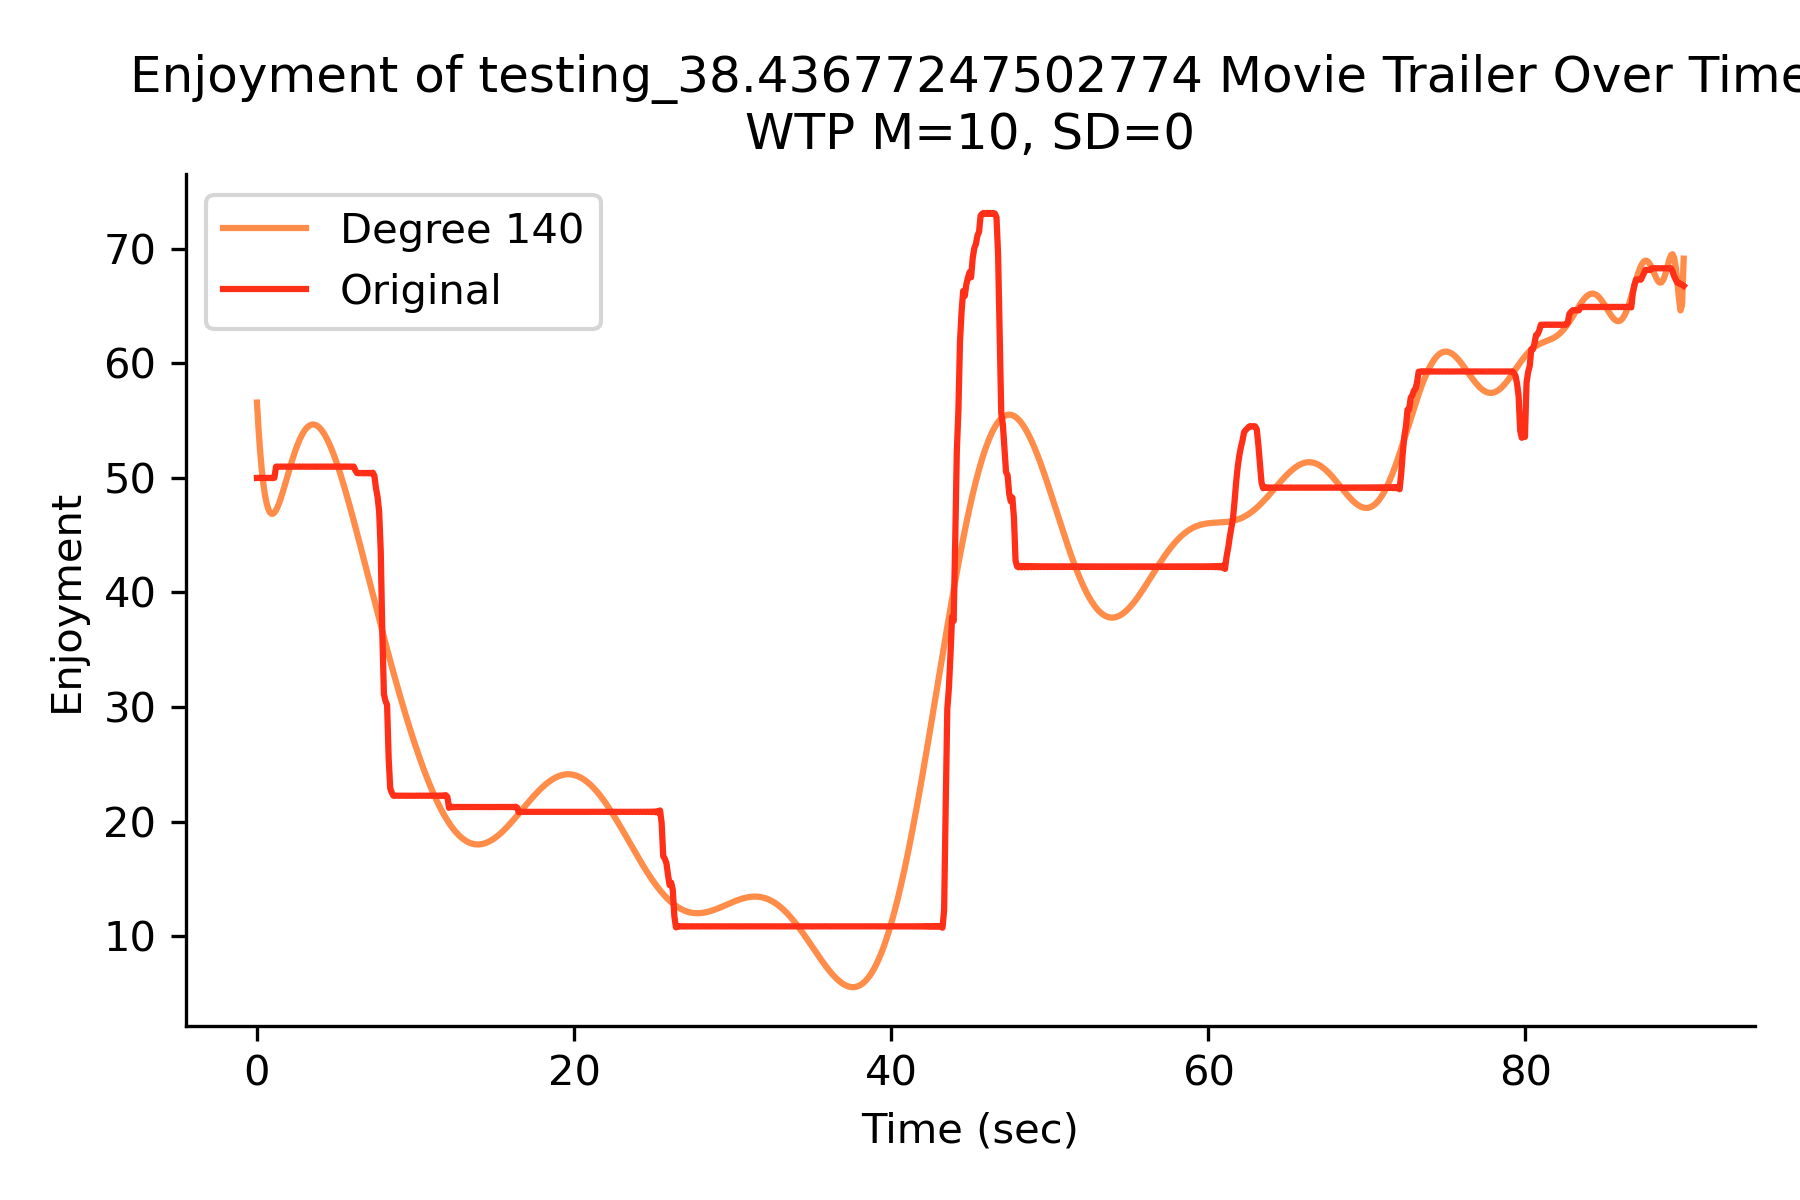 Enjoyment of testing_38.43677247502774 Movie Trailer Over Time
WTP M=10, SD=0
Degree 140
Original
70
60
50
40
30
20
10
Enjoyment
0 20 40 60 80
Time (sec)